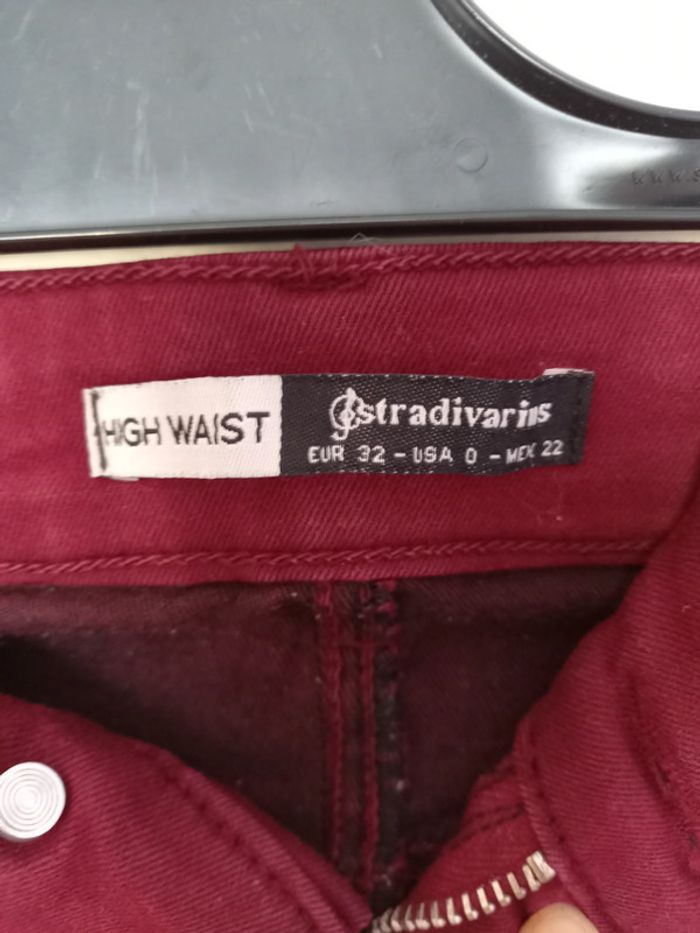 HIGH WAIST
stradivarius
EUR 32 - USA 0 - MEX 22